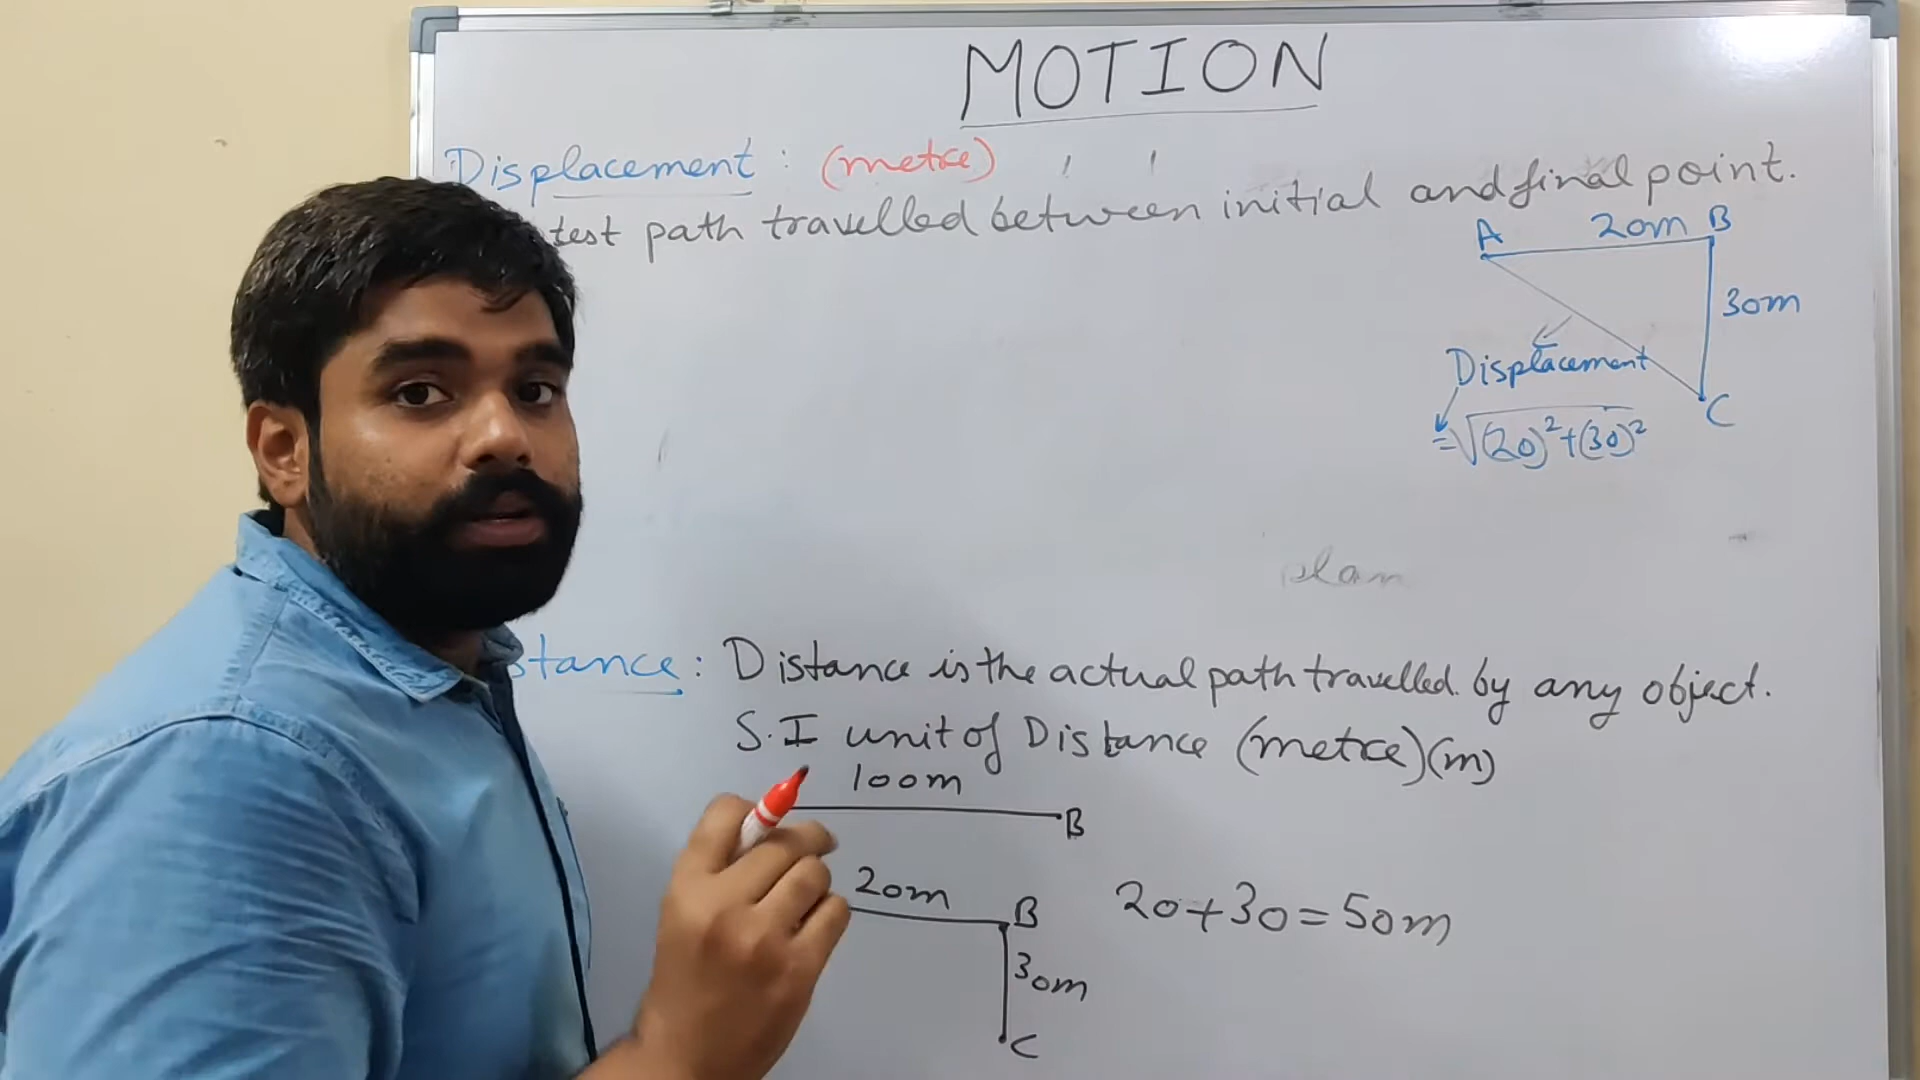 MOTION
Displacement: (metre)
test path travelled between initial and final point.
A 20m B
30m
Displacement
C
=√(20)²+(30)²
plan
stance: Distance is the actual path travelled by any object.
S.I unit of Distance (metre)(m)
100m
B
20m B 20+30=50m
30m
C